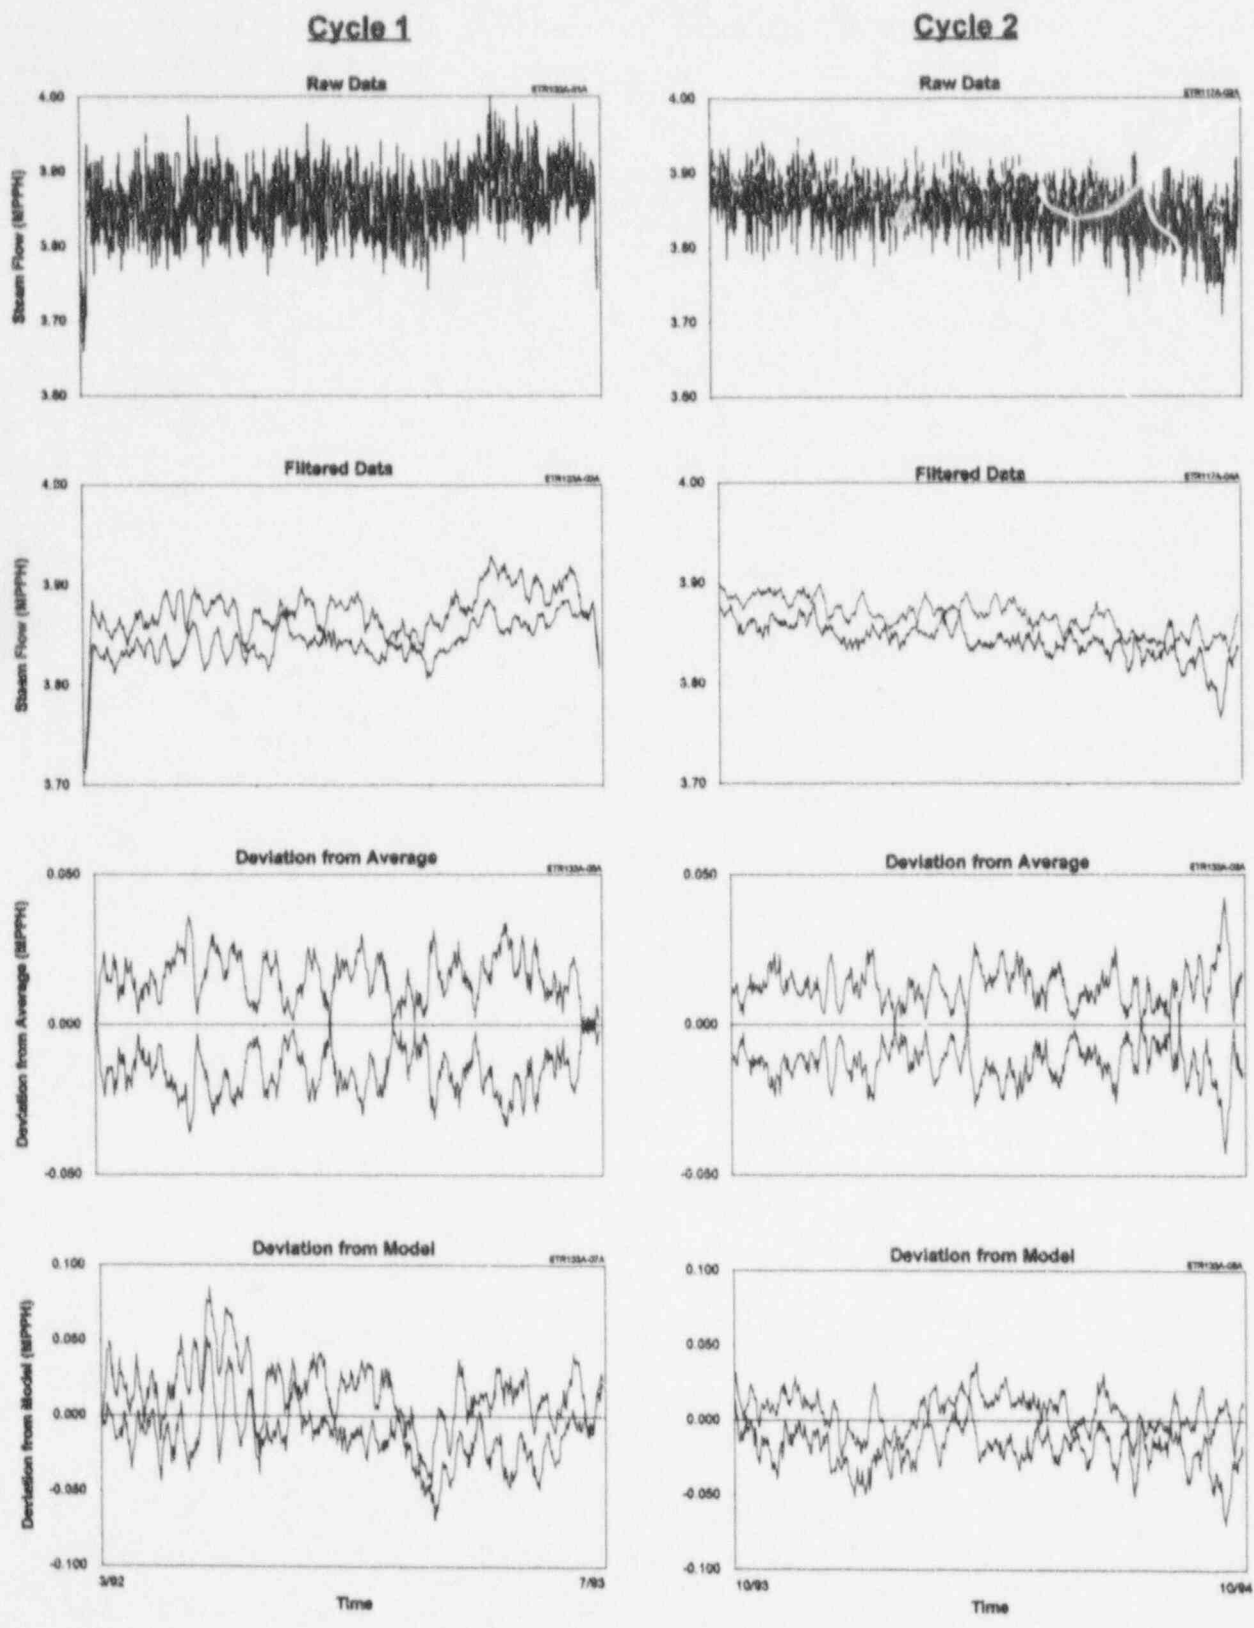 Cycle 1
Raw Data
4.00
3.80
3.70
3.60
Steam Flow (MPPH)
Filtered Data
3.90
3.80
3.70
Steam Flow (MPPH)
Deviation from Average
0.050
0.000
-0.050
Deviation from Average (MPPH)
Deviation from Model
0.100
0.050
0.000
-0.050
-0.100
Deviation from Model (MPPH)
3/92
7/93
Time
Cycle 2
Raw Data
4.00
3.90
3.80
3.70
3.60
Filtered Data
4.00
3.90
3.80
3.70
Deviation from Average
0.050
0.000
-0.050
Deviation from Model
0.100
0.050
0.000
-0.050
-0.100
10/93
10/94
Time